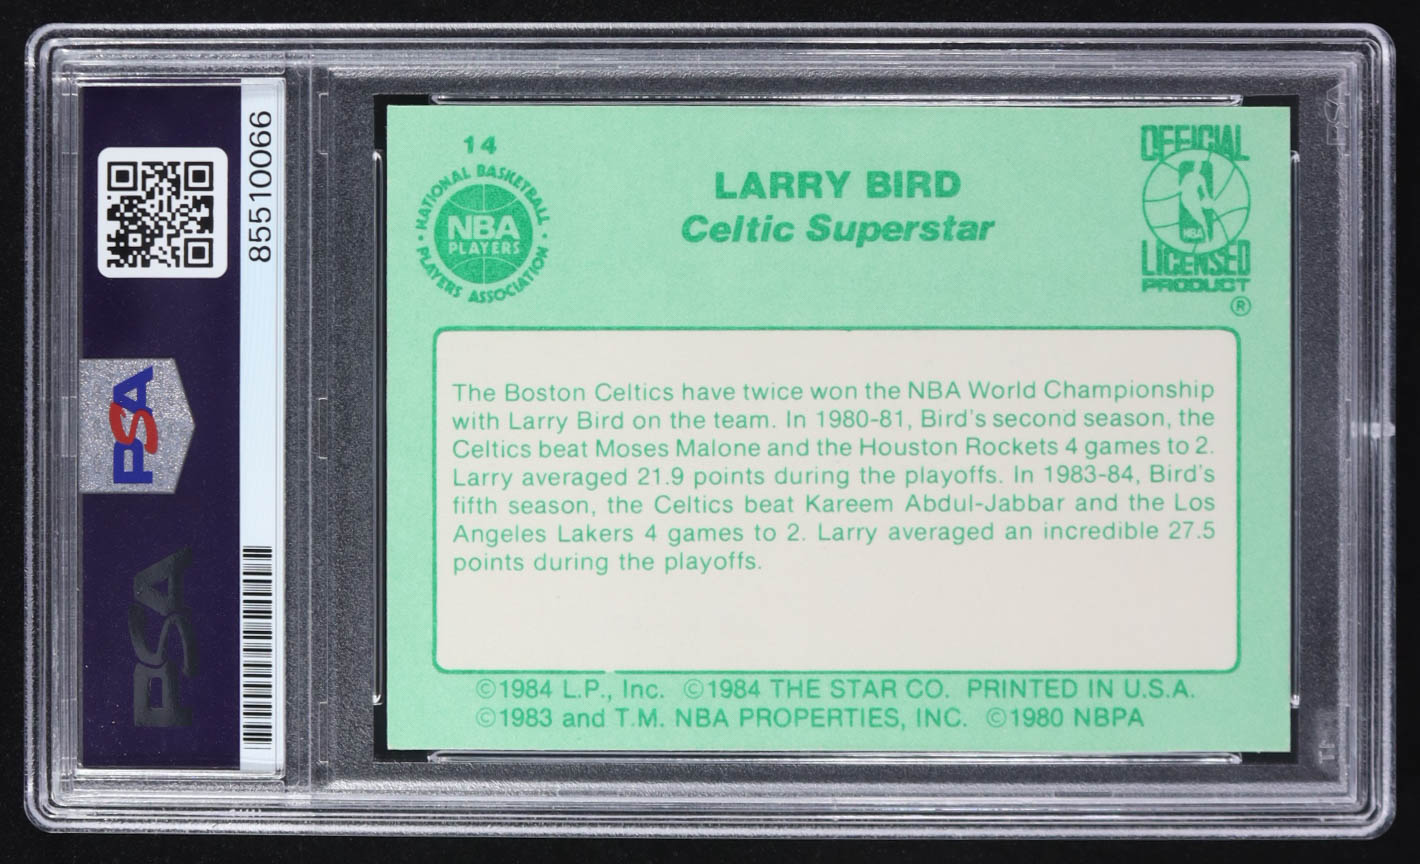 85510066
PSA
PSA
14
NATIONAL BASKETBALL
NBA
PLAYERS
PLAYERS ASSOCIATION
LARRY BIRD
Celtic Superstar
OFFICIAL
NBA
LICENSED
PRODUCT
®
The Boston Celtics have twice won the NBA World Championship
with Larry Bird on the team. In 1980-81, Bird's second season, the
Celtics beat Moses Malone and the Houston Rockets 4 games to 2.
Larry averaged 21.9 points during the playoffs. In 1983-84, Bird's
fifth season, the Celtics beat Kareem Abdul-Jabbar and the Los
Angeles Lakers 4 games to 2. Larry averaged an incredible 27.5
points during the playoffs.
©1984 L.P., Inc. ©1984 THE STAR CO. PRINTED IN U.S.A.
©1983 and T.M. NBA PROPERTIES, INC. ©1980 NBPA